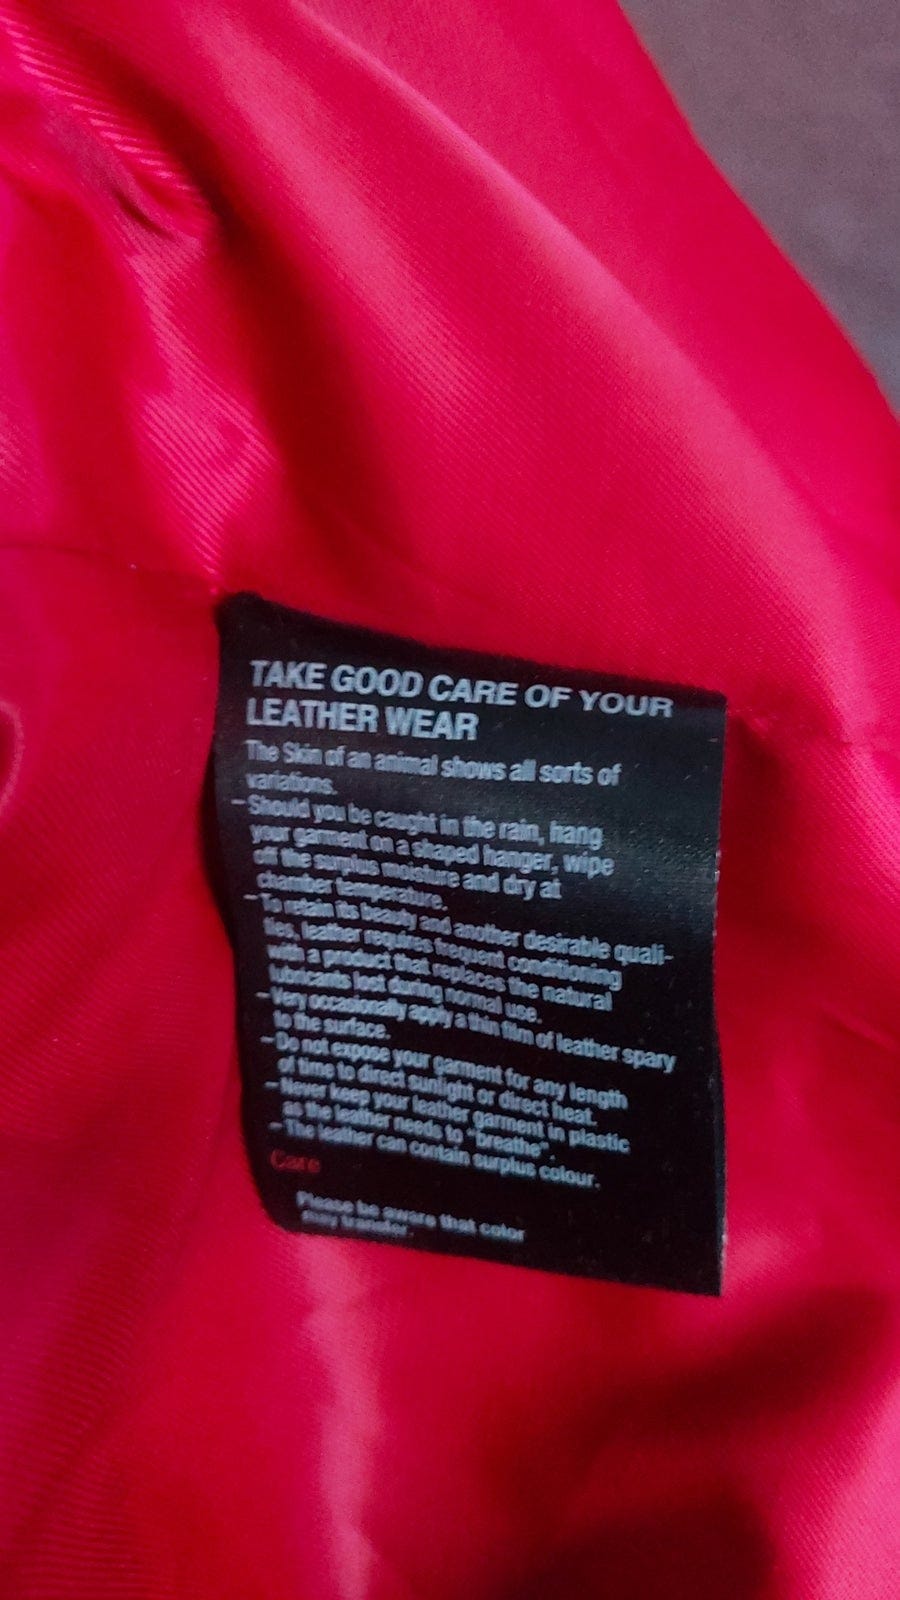 TAKE GOOD CARE OF YOUR
LEATHER WEAR
The Skin of an animal shows all sorts of
variations.
- Should you be caught in the rain, hang
your garment on a shaped hanger, wipe
off the surplus moisture and dry at
chamber temperature.
- To retain its beauty and another desirable quali-
ties, leather requires frequent conditioning
with a product that replaces the natural
lubricants lost during normal use.
- Very occasionally apply a thin film of leather spary
to the surface.
- Do not expose your garment for any length
of time to direct sunlight or direct heat.
- Never keep your leather garment in plastic
as the leather needs to "breathe".
- The leather can contain surplus colour.
Care
Please be aware that color
may transfer.